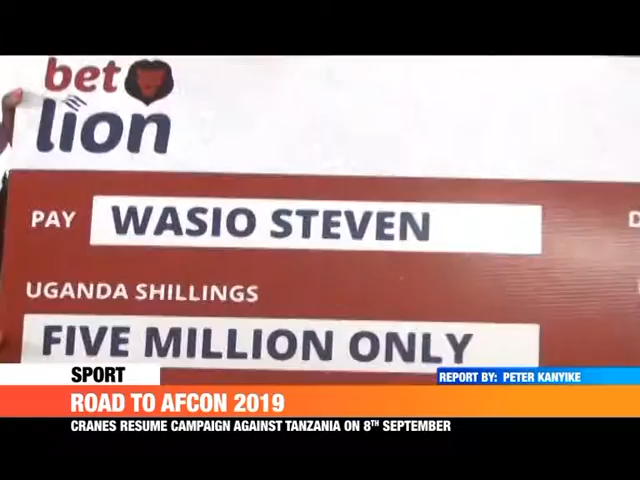 bet
lion
D
PAY WASIO STEVEN
UGANDA SHILLINGS
FIVE MILLION ONLY
SPORT
REPORT BY: PETER KANYIKE
ROAD TO AFCON 2019
CRANES RESUME CAMPAIGN AGAINST TANZANIA ON 8TH SEPTEMBER